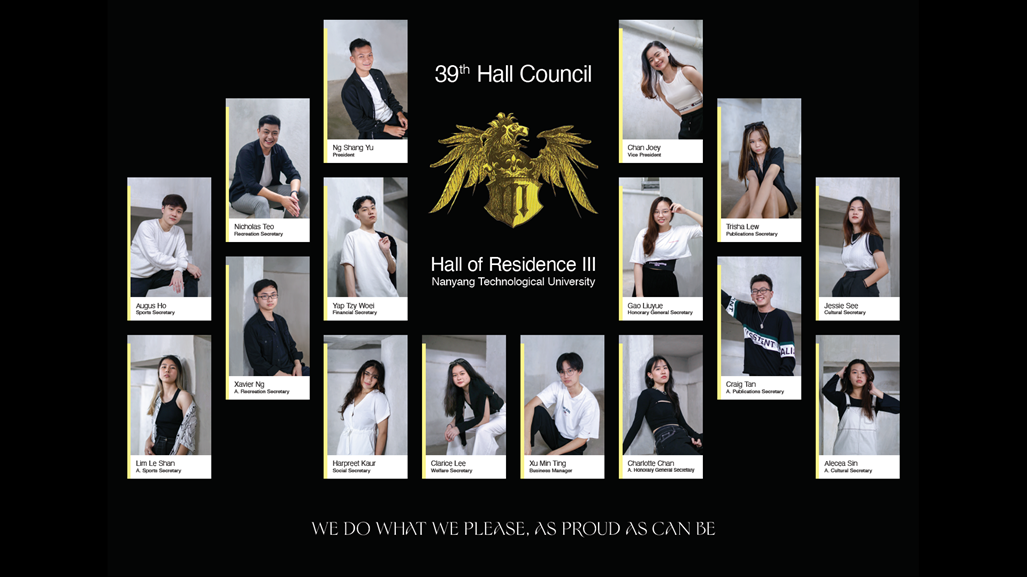 39th Hall Council
Ng Shang Yu
President
Chan Joey
Vice President
Nicholas Teo
Recreation Secretary
Trisha Lew
Publications Secretary
Hall of Residence III
Nanyang Technological University
Augus Ho
Sports Secretary
Yap Tzy Woei
Financial Secretary
Gao Liuyue
Honorary General Secretary
Jessie See
Cultural Secretary
Xavier Ng
A. Recreation Secretary
Craig Tan
A. Publications Secretary
Lim Le Shan
A. Sports Secretary
Harpreet Kaur
Social Secretary
Clarice Lee
Welfare Secretary
Xu Min Ting
Business Manager
Charlotte Chan
A. Honorary General Secretary
Alecea Sin
A. Cultural Secretary
WE DO WHAT WE PLEASE, AS PROUD AS CAN BE